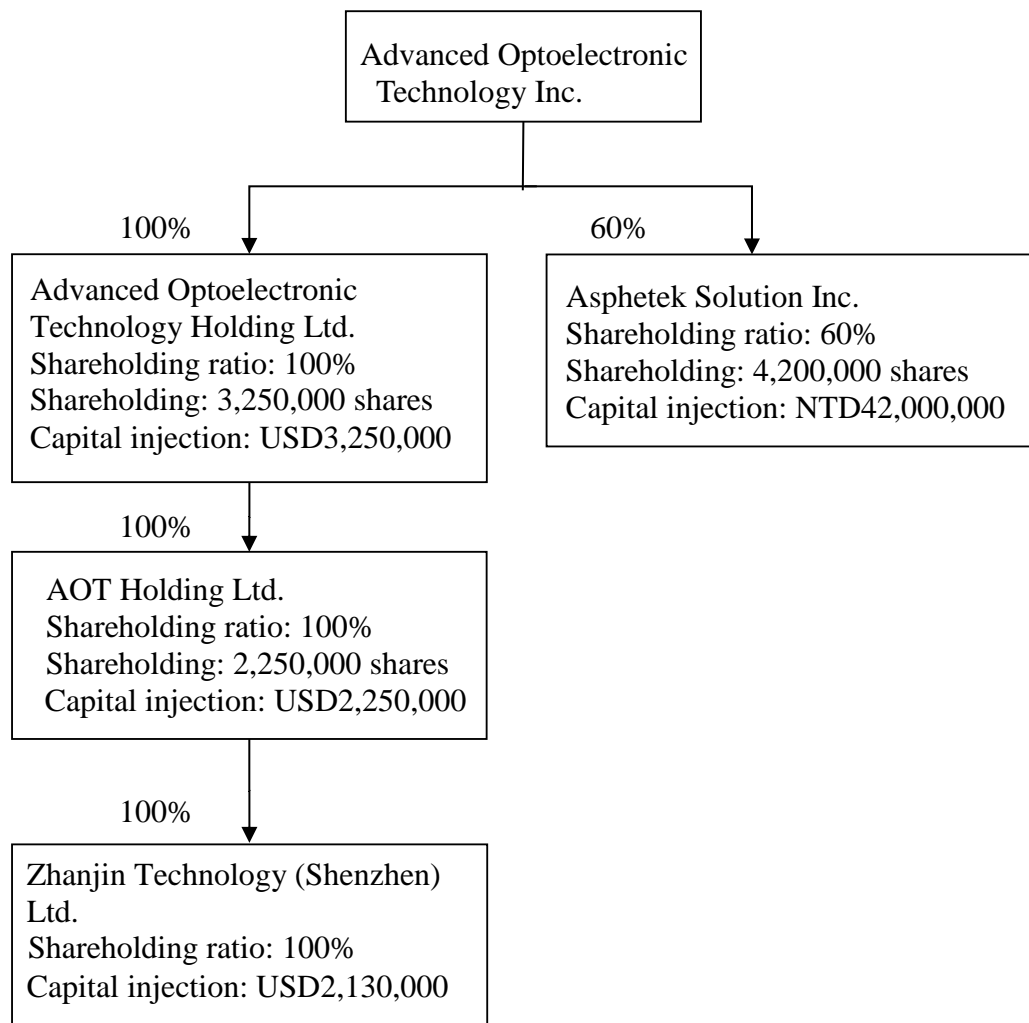 Advanced Optoelectronic
Technology Inc.
100%
60%
Advanced Optoelectronic
Technology Holding Ltd.
Shareholding ratio: 100%
Shareholding: 3,250,000 shares
Capital injection: USD3,250,000
Asphetek Solution Inc.
Shareholding ratio: 60%
Shareholding: 4,200,000 shares
Capital injection: NTD42,000,000
100%
AOT Holding Ltd.
Shareholding ratio: 100%
Shareholding: 2,250,000 shares
Capital injection: USD2,250,000
100%
Zhanjin Technology (Shenzhen)
Ltd.
Shareholding ratio: 100%
Capital injection: USD2,130,000